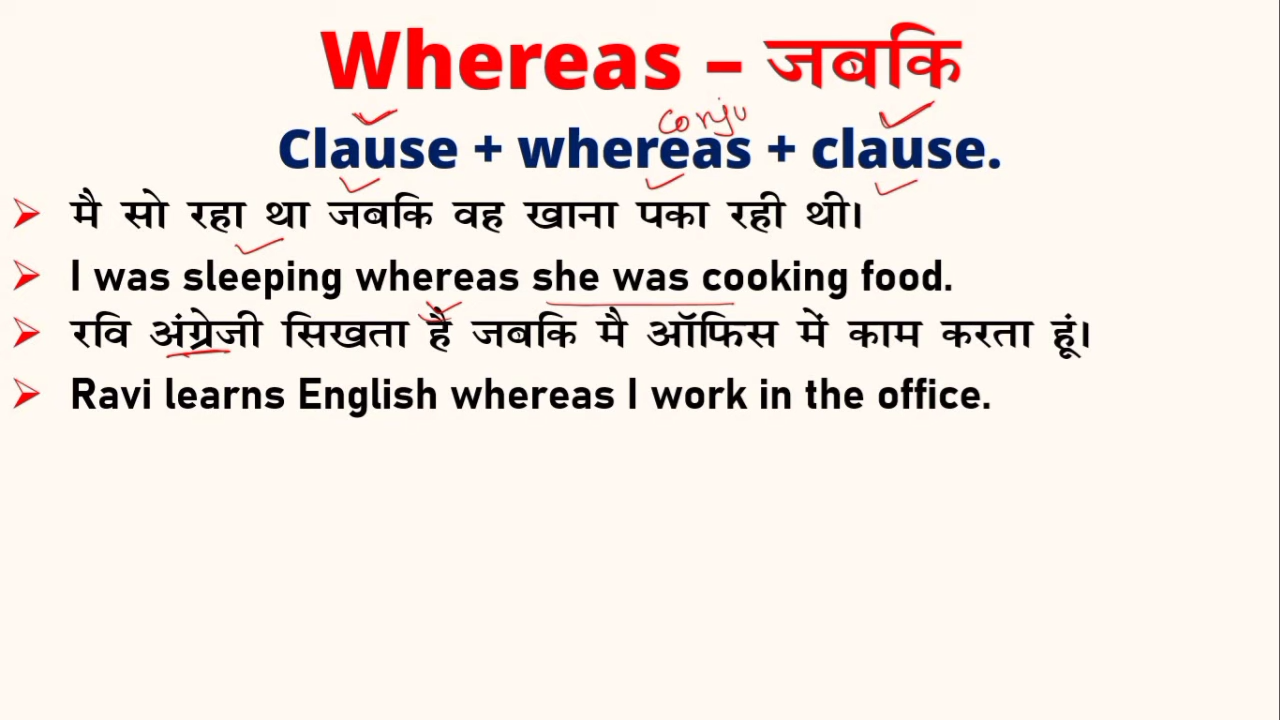 Whereas – जबकि
conju
Clause + whereas + clause.
➢ मै सो रहा था जबकि वह खाना पका रही थी।
➢ I was sleeping whereas she was cooking food.
➢ रवि अंग्रेजी सिखता है जबकि मै ऑफिस में काम करता हूं।
➢ Ravi learns English whereas I work in the office.